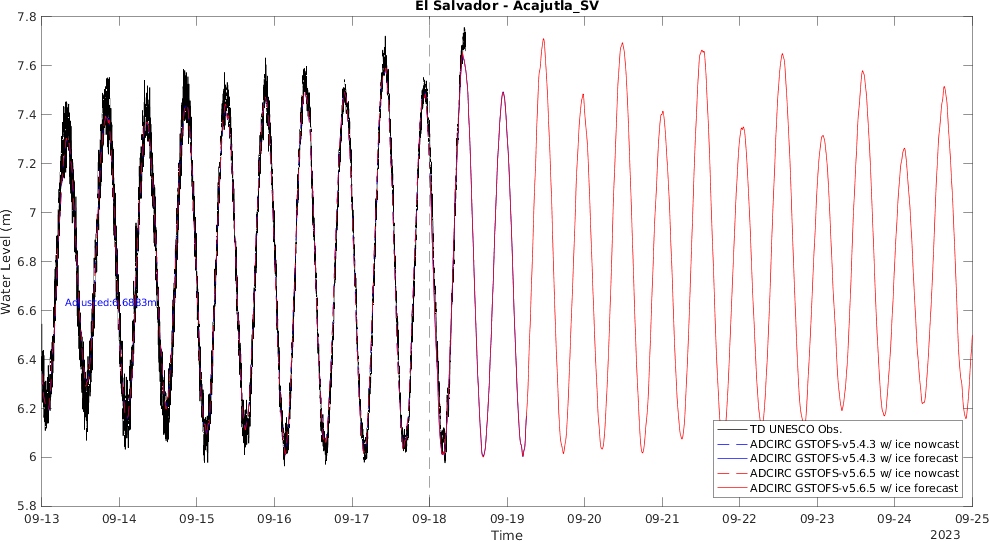 El Salvador - Acajutla_SV
7.8
7.6
7.4
7.2
7
6.8
6.6
6.4
6.2
6
5.8
Water Level (m)
Adjusted:6.6883m
TD UNESCO Obs.
ADCIRC GSTOFS-v5.4.3 w/ ice nowcast
ADCIRC GSTOFS-v5.4.3 w/ ice forecast
ADCIRC GSTOFS-v5.6.5 w/ ice nowcast
ADCIRC GSTOFS-v5.6.5 w/ ice forecast
09-13 09-14 09-15 09-16 09-17 09-18 09-19 09-20 09-21 09-22 09-23 09-24 09-25
Time
2023